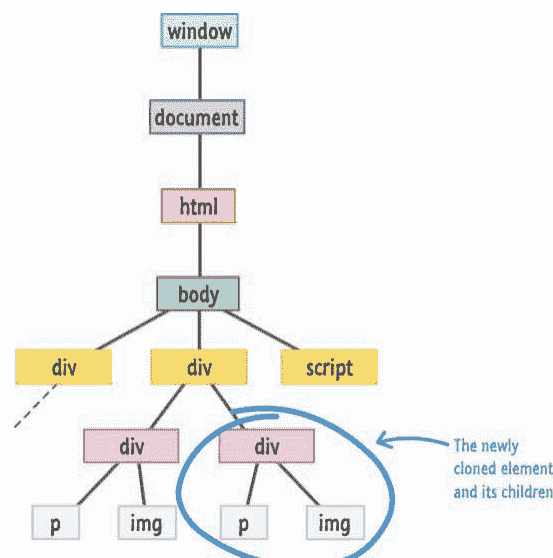 window
document
html
body
div div script
div div
The newly
cloned element
and its children
p img p img